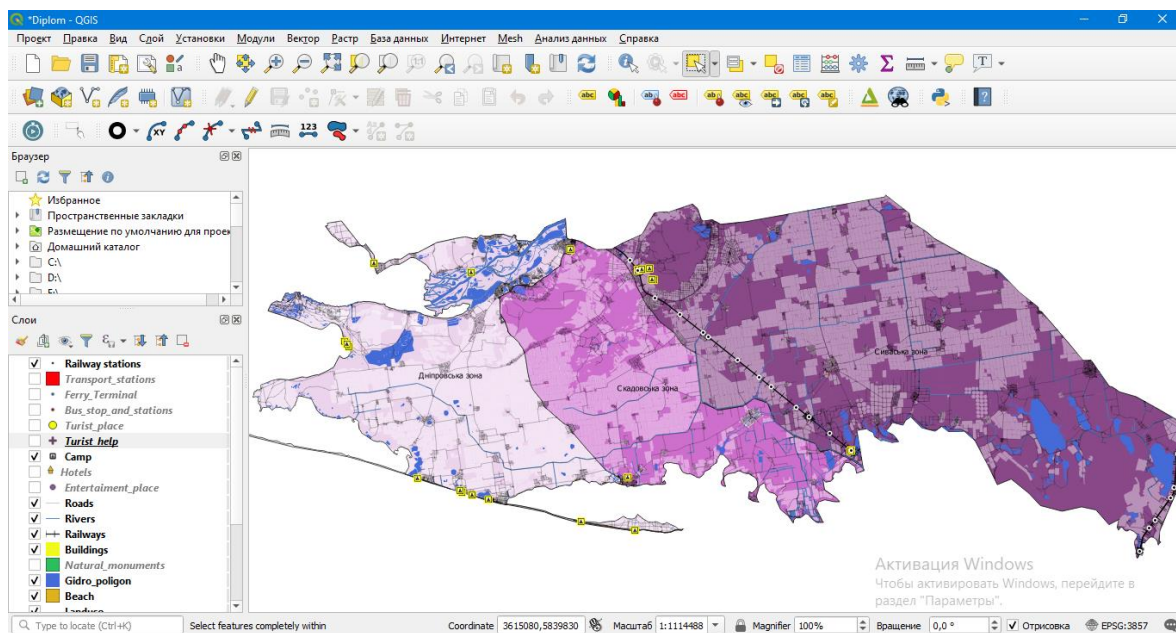 *Diplom - QGIS
Проект Правка Вид Слой Установки Модули Вектор Растр База данных Интернет Mesh Анализ данных Справка
Браузер
Избранное
Пространственные закладки
Размещение по умолчанию для проек
Домашний каталог
C:\
D:\
E:\
Слои
Railway stations
Transport_stations
Ferry_Terminal
Bus_stop_and_stations
Turist_place
Turist_help
Camp
Hotels
Entertaiment_place
Roads
Rivers
Railways
Buildings
Natural_monuments
Gidro_poligon
Beach
Landuse
Дніпровська зона
Скадовська зона
Сиваська зона
Активация Windows
Чтобы активировать Windows, перейдите в
раздел "Параметры".
Type to locate (Ctrl+K) Select features completely within Coordinate 3615080,5839830 Масштаб 1:1114488 Magnifier 100% Вращение 0,0 ° Отрисовка EPSG:3857